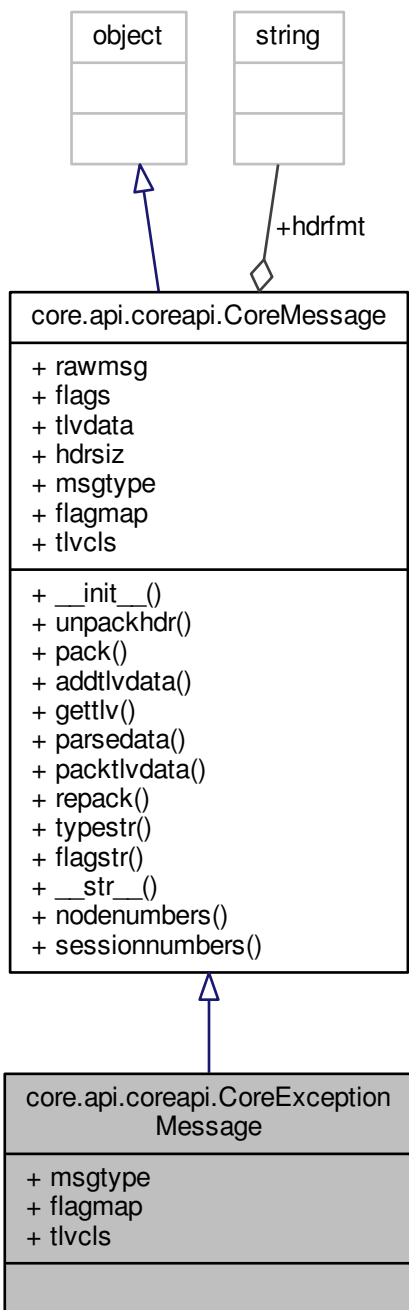 object
string
+hdrfmt
core.api.coreapi.CoreMessage
+ rawmsg
+ flags
+ tlvdata
+ hdrsiz
+ msgtype
+ flagmap
+ tlvcls
+ __init__()
+ unpackhdr()
+ pack()
+ addtlvdata()
+ gettlv()
+ parsedata()
+ packtlvdata()
+ repack()
+ typestr()
+ flagstr()
+ __str__()
+ nodenumbers()
+ sessionnumbers()
core.api.coreapi.CoreException
Message
+ msgtype
+ flagmap
+ tlvcls